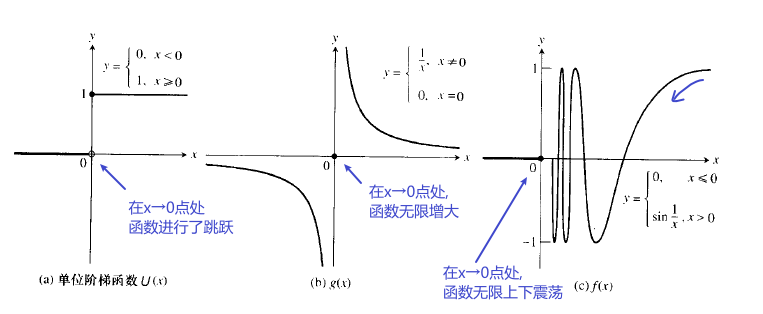 y
y = { 0, x<0
1, x≥0
1
0
x
在x→0点处
函数进行了跳跃
(a) 单位阶梯函数 U(x)
y
y = { 1/x, x≠0
0, x=0
0
x
在x→0点处,
函数无限增大
(b) g(x)
y
1
0
x
y = { 0, x≤0
sin 1/x, x>0
-1
在x→0点处,
函数无限上下震荡
(c) f(x)